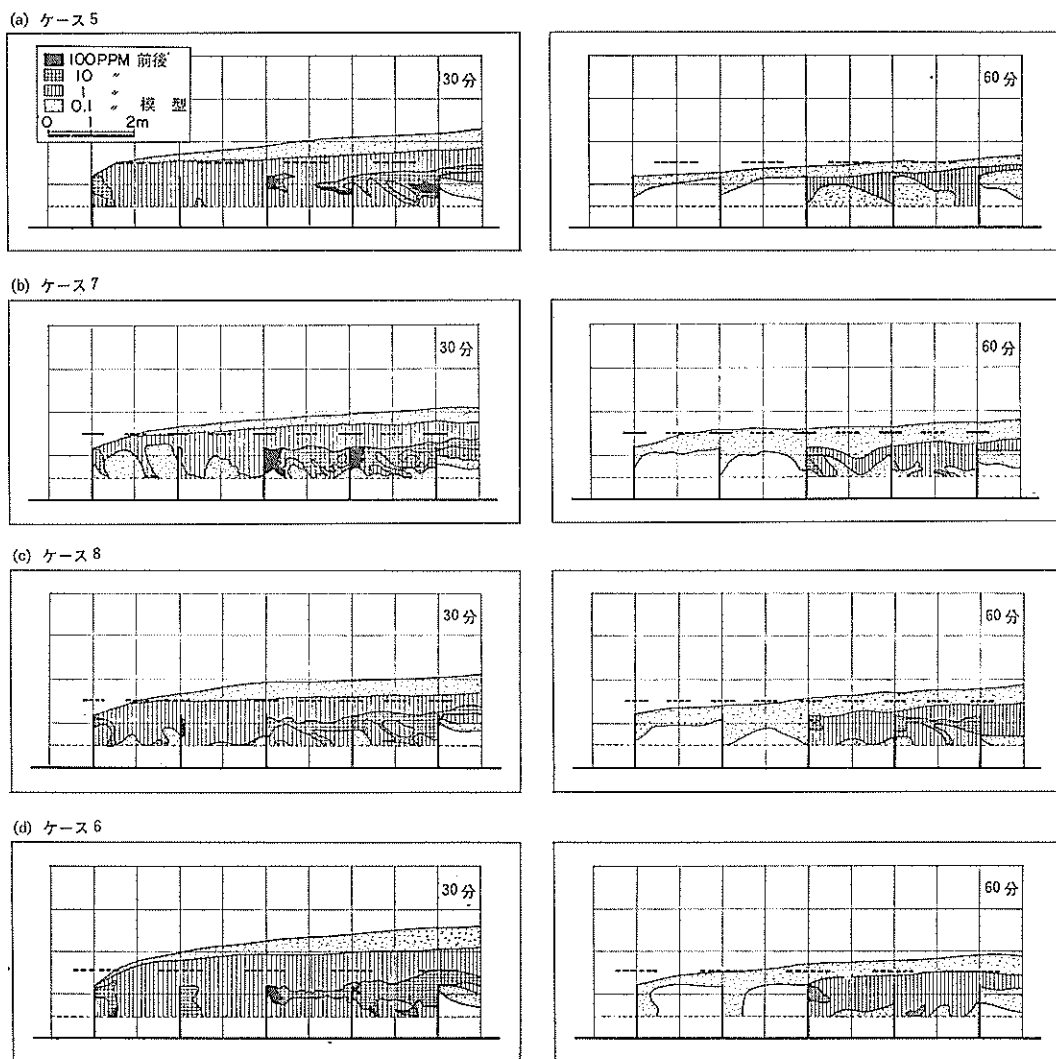 (a) ケース5
100PPM 前後
10 〃
1 〃
0.1 〃 模型
0 1 2m
30分
60分
(b) ケース7
30分
60分
(c) ケース8
30分
60分
(d) ケース6
30分
60分